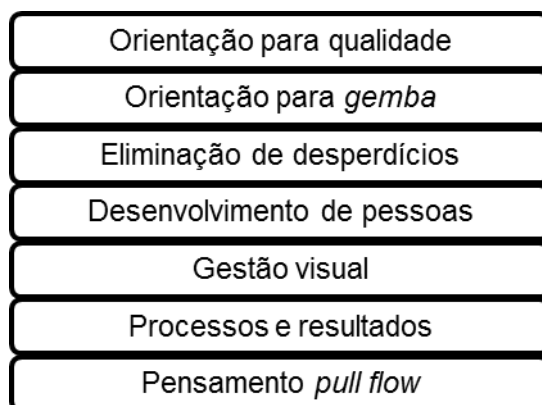 Orientação para qualidade
Orientação para gemba
Eliminação de desperdícios
Desenvolvimento de pessoas
Gestão visual
Processos e resultados
Pensamento pull flow